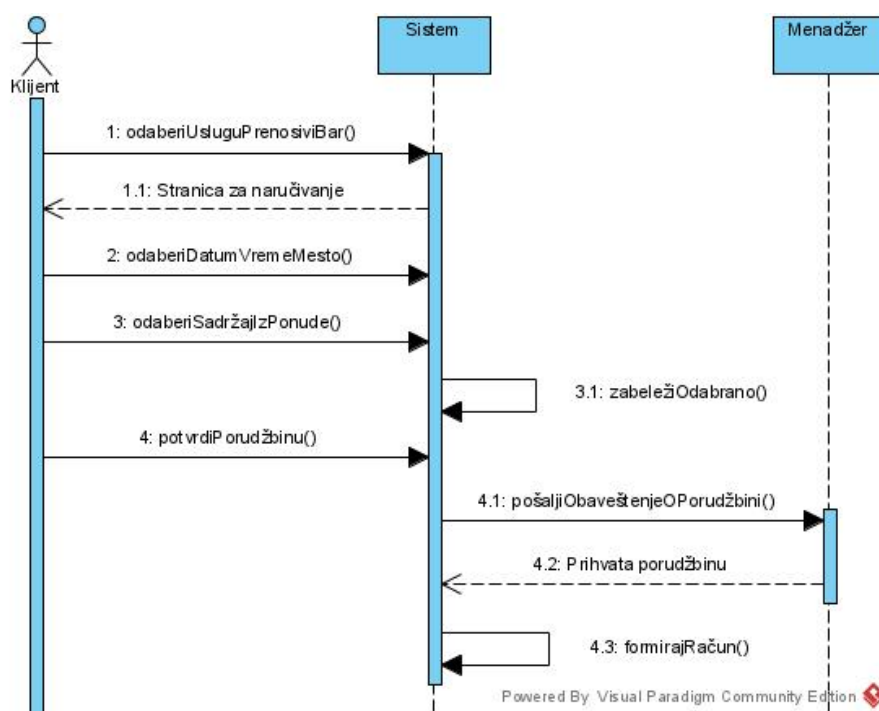 Sistem
Menadžer
Klijent
1: odaberiUsluguPrenosiviBar()
1.1: Stranica za naručivanje
2: odaberiDatumVremeMesto()
3: odaberiSadržajIzPonude()
3.1: zabeležiOdabrano()
4: potvrdiPorudžbinu()
4.1: pošaljiObaveštenjeOPorudžbini()
4.2: Prihvata porudžbinu
4.3: formirajRačun()
Powered By Visual Paradigm Community Edition